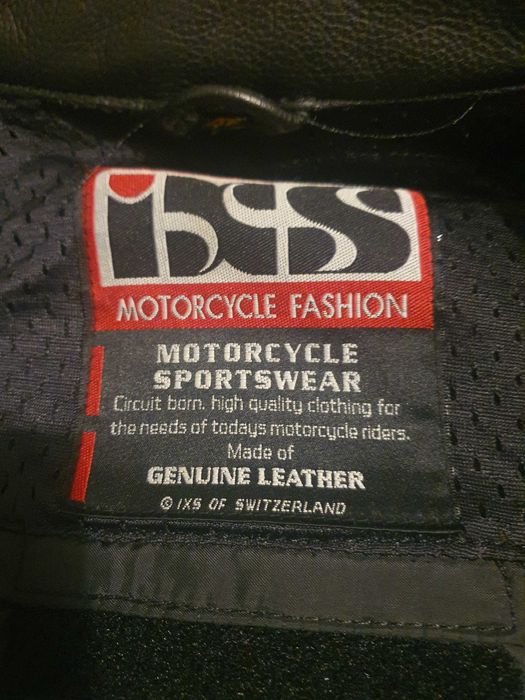 iXS
MOTORCYCLE FASHION
MOTORCYCLE
SPORTSWEAR
Circuit born, high quality clothing for
the needs of todays motorcycle riders.
Made of
GENUINE LEATHER
© IXS OF SWITZERLAND